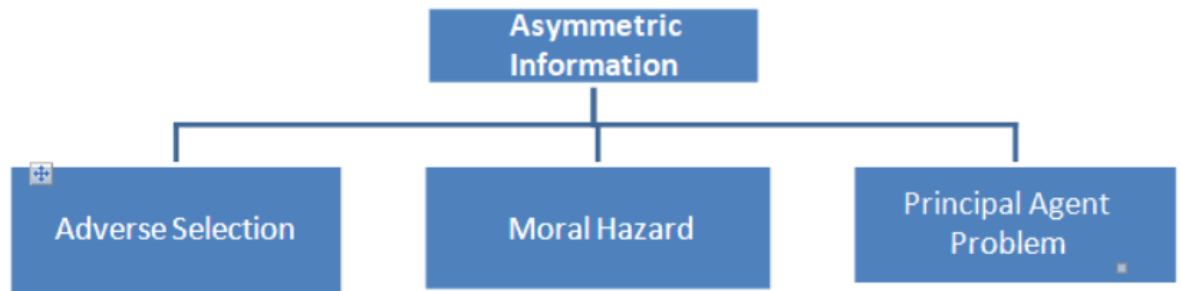 Asymmetric
Information
Adverse Selection
Moral Hazard
Principal Agent
Problem